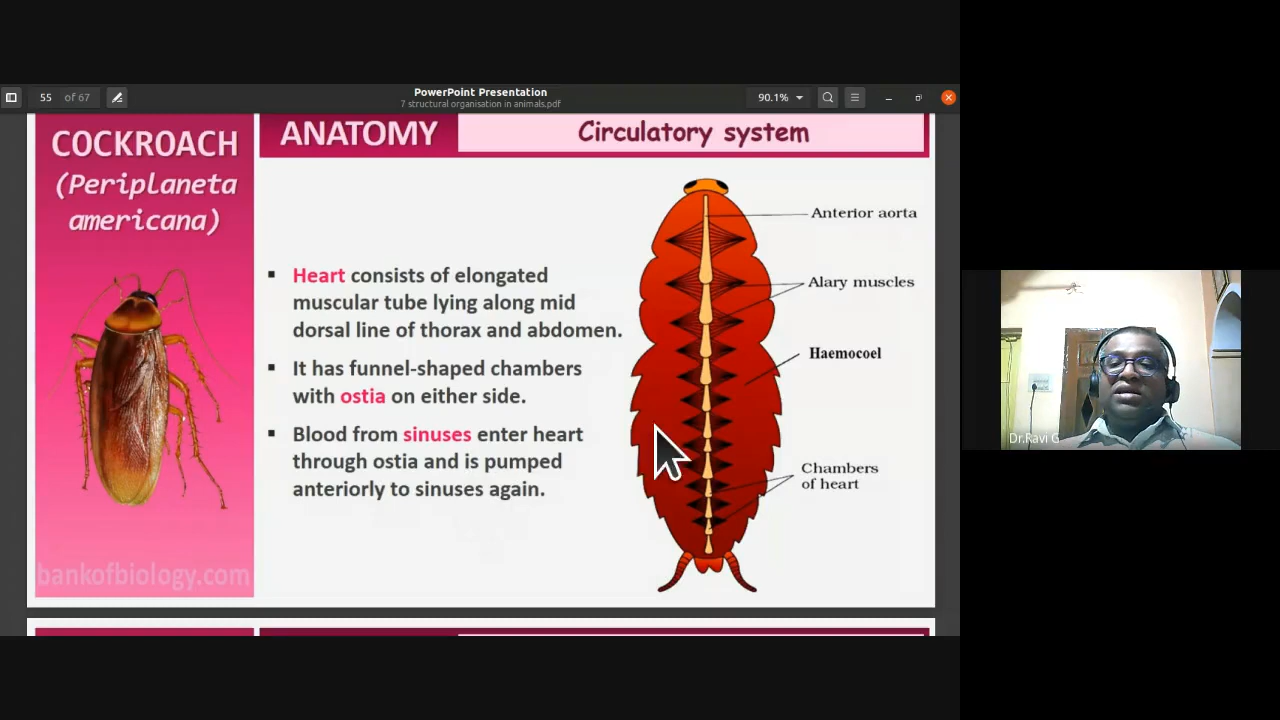 55 of 67
PowerPoint Presentation
7 structural organisation in animals.pdf
90.1%
COCKROACH
(Periplaneta
americana)
bankofbiology.com
ANATOMY
Circulatory system
▪ Heart consists of elongated
muscular tube lying along mid
dorsal line of thorax and abdomen.
▪ It has funnel-shaped chambers
with ostia on either side.
▪ Blood from sinuses enter heart
through ostia and is pumped
anteriorly to sinuses again.
Anterior aorta
Alary muscles
Haemocoel
Chambers
of heart
Dr.Ravi G